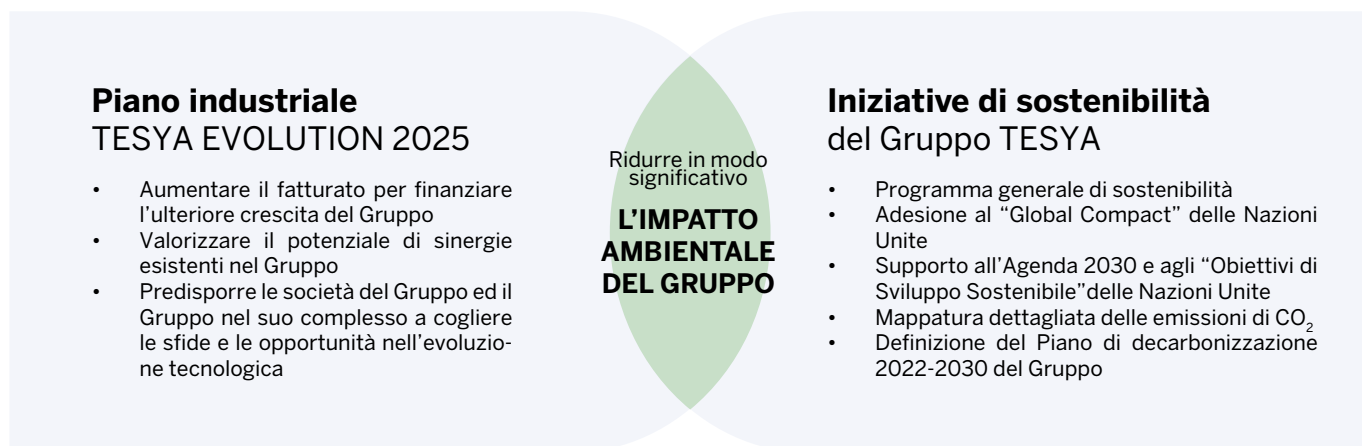 Piano industriale
TESYA EVOLUTION 2025
• Aumentare il fatturato per finanziare
l’ulteriore crescita del Gruppo
• Valorizzare il potenziale di sinergie
esistenti nel Gruppo
• Predisporre le società del Gruppo ed il
Gruppo nel suo complesso a cogliere
le sfide e le opportunità nell’evoluzio-
ne tecnologica
Ridurre in modo
significativo
L’IMPATTO
AMBIENTALE
DEL GRUPPO
Iniziative di sostenibilità
del Gruppo TESYA
• Programma generale di sostenibilità
• Adesione al “Global Compact” delle Nazioni
Unite
• Supporto all’Agenda 2030 e agli “Obiettivi di
Sviluppo Sostenibile”delle Nazioni Unite
• Mappatura dettagliata delle emissioni di CO₂
• Definizione del Piano di decarbonizzazione
2022-2030 del Gruppo